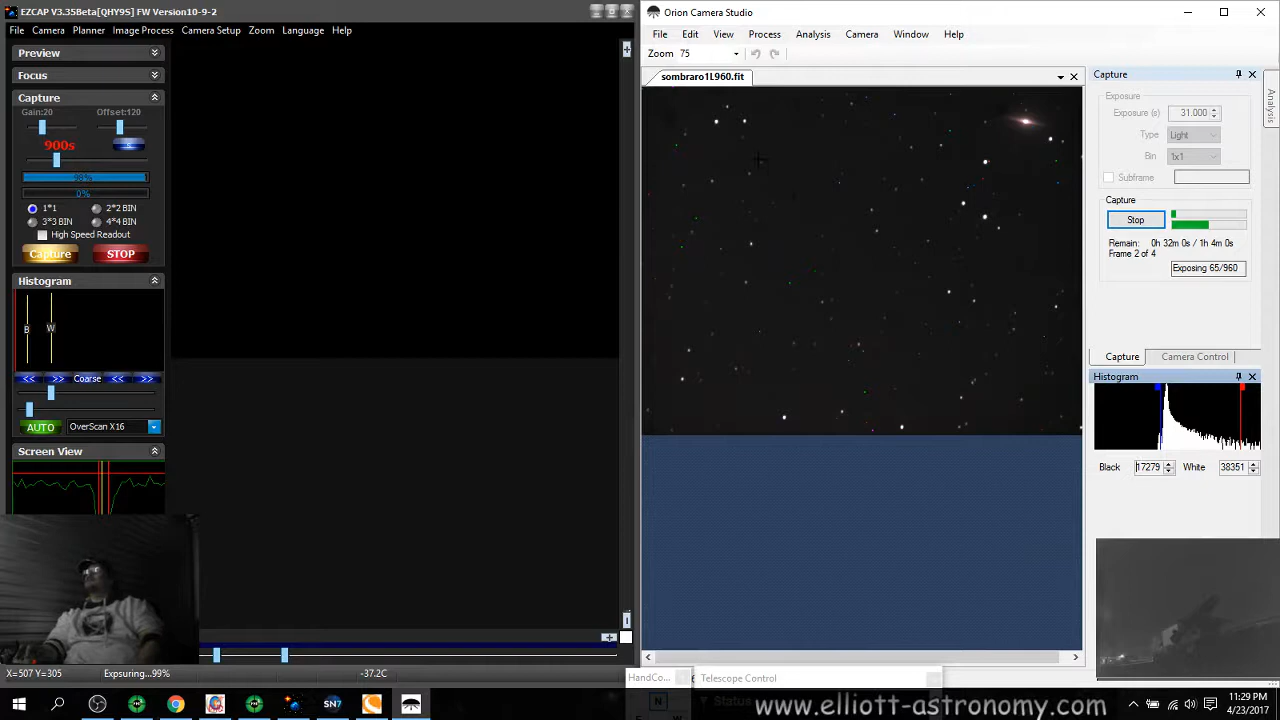 EZCAP V3.35Beta[QHY9S] FW Version10-9-2
File Camera Planner Image Process Camera Setup Zoom Language Help
Preview
Focus
Capture
Gain:20 Offset:120
900s
S
98%
0%
1*1 2*2 BIN
3*3 BIN 4*4 BIN
High Speed Readout
Capture STOP
Histogram
B W
<< >> Coarse << >>
AUTO OverScan X16
Screen View
X=507 Y=305 Expsuring...99% -37.2C
Orion Camera Studio
File Edit View Process Analysis Camera Window Help
Zoom 75
sombraro1L960.fit
Capture
Exposure
Exposure (s) 31.000
Type Light
Bin 1x1
Subframe
Capture
Stop
Remain: 0h 32m 0s / 1h 4m 0s
Frame 2 of 4
Exposing 65/960
Capture Camera Control
Histogram
Black 17279 White 38351
Analysis
HandCo...
Telescope Control
N
Status
www.elliott-astronomy.com
SN7
11:29 PM
4/23/2017